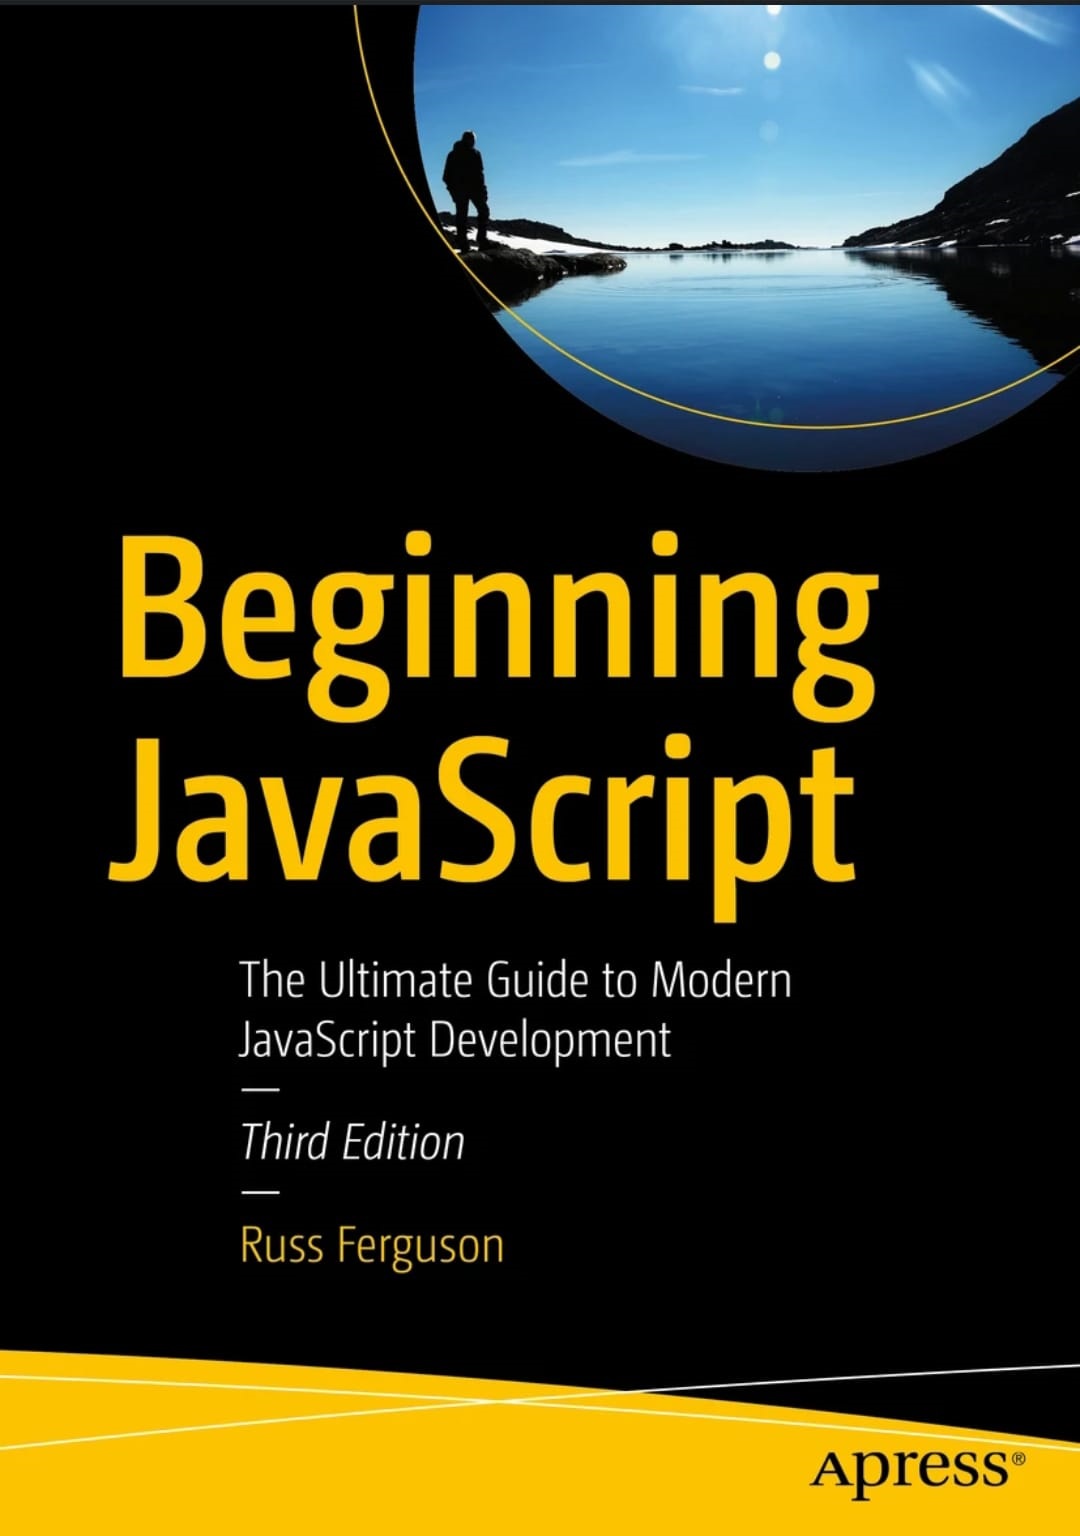 Beginning
JavaScript
The Ultimate Guide to Modern
JavaScript Development
—
Third Edition
—
Russ Ferguson
Apress®